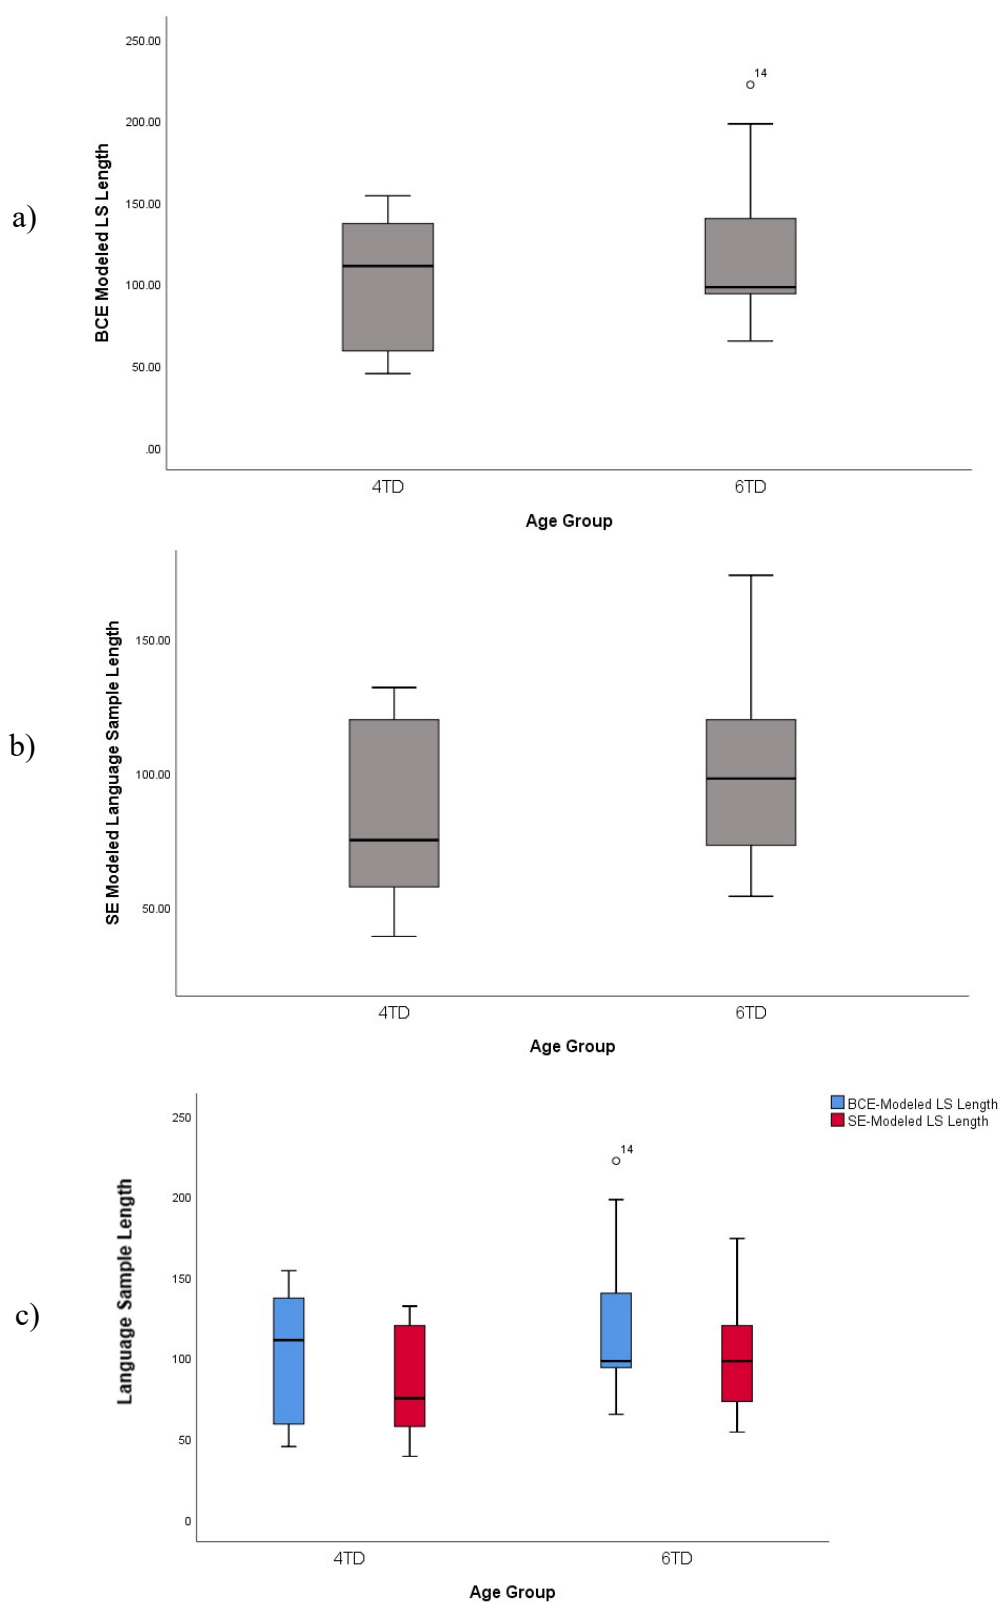 a)
BCE Modeled LS Length
250.00
200.00
150.00
100.00
50.00
.00
14
4TD
6TD
Age Group
b)
SE Modeled Language Sample Length
150.00
100.00
50.00
4TD
6TD
Age Group
c)
Language Sample Length
250
200
150
100
50
0
14
BCE-Modeled LS Length
SE-Modeled LS Length
4TD
6TD
Age Group